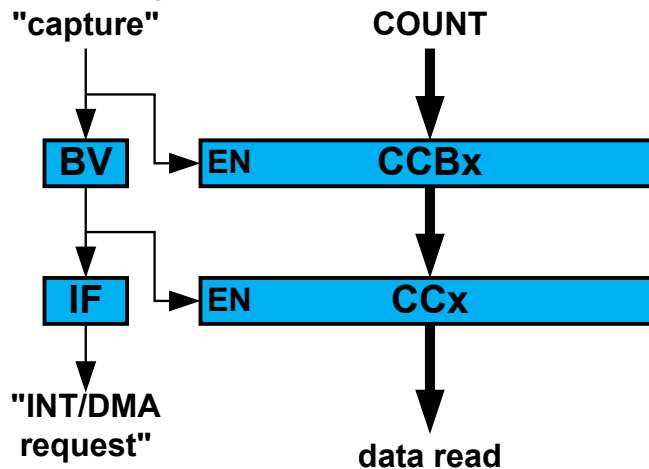 "capture"
COUNT
BV
EN
CCBx
IF
EN
CCx
"INT/DMA
request"
data read